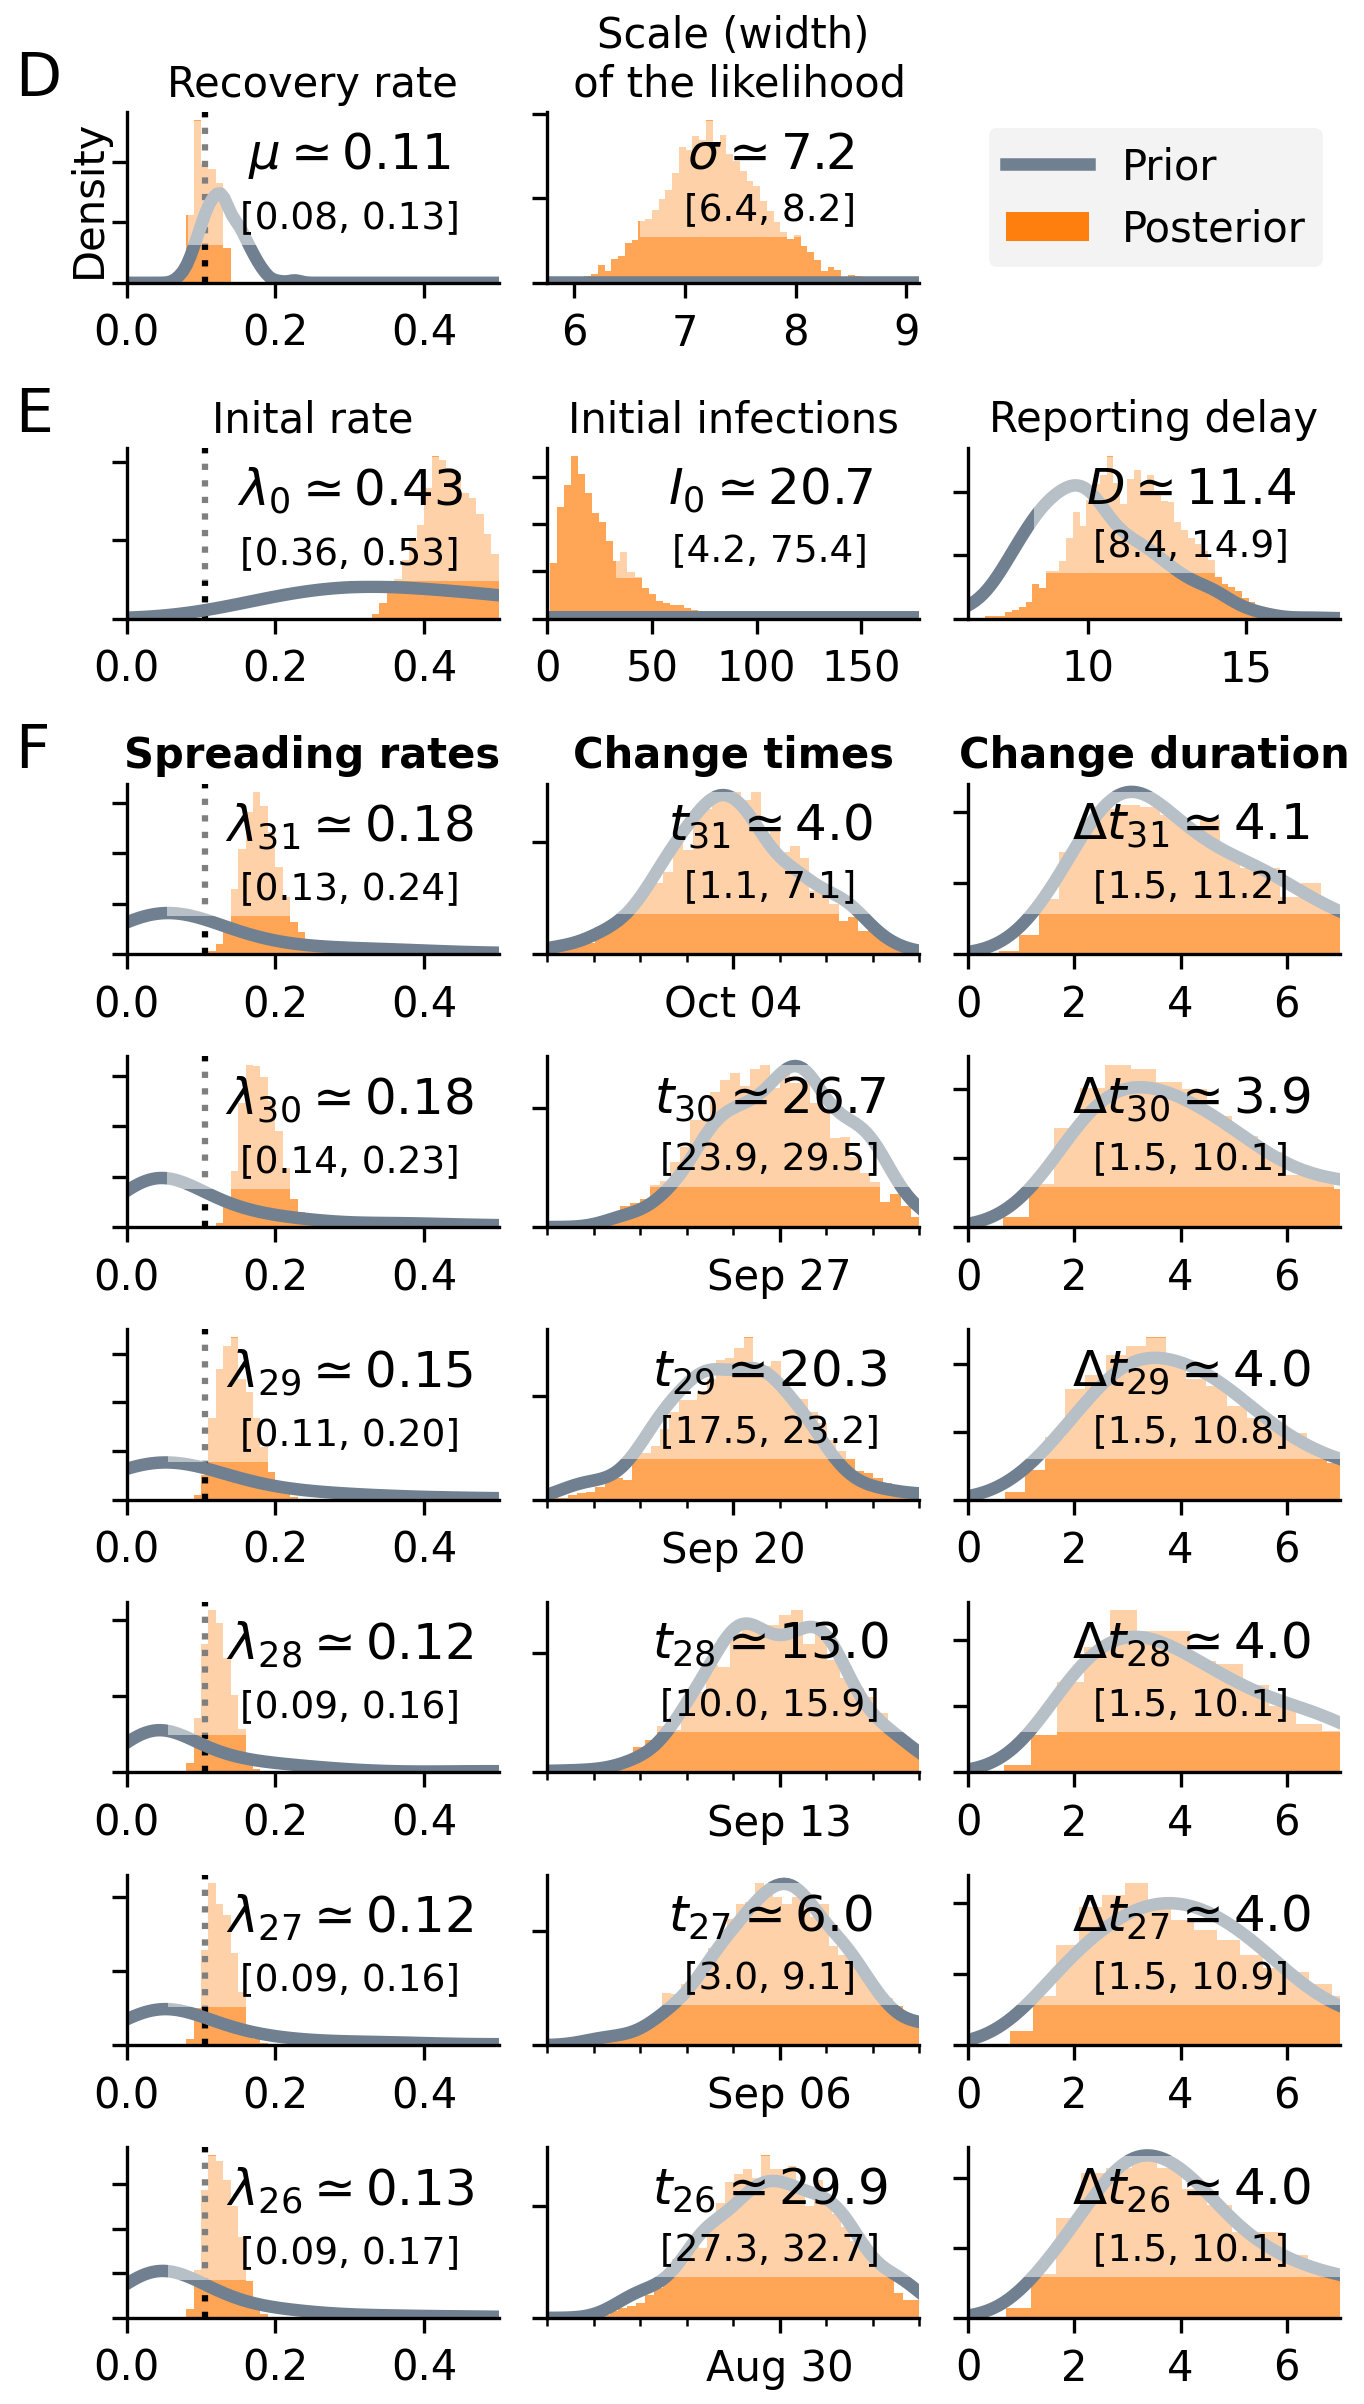 D
Recovery rate
Scale (width)
of the likelihood
Density
μ ≃ 0.11
[0.08, 0.13]
0.0 0.2 0.4
σ ≃ 7.2
[6.4, 8.2]
6 7 8 9
Prior
Posterior
E
Inital rate
λ0 ≃ 0.43
[0.36, 0.53]
0.0 0.2 0.4
Initial infections
I0 ≃ 20.7
[4.2, 75.4]
0 50 100 150
Reporting delay
D ≃ 11.4
[8.4, 14.9]
10 15
F
Spreading rates
Change times
Change duration
λ31 ≃ 0.18
[0.13, 0.24]
0.0 0.2 0.4
t31 ≃ 4.0
[1.1, 7.1]
Oct 04
Δt31 ≃ 4.1
[1.5, 11.2]
0 2 4 6
λ30 ≃ 0.18
[0.14, 0.23]
0.0 0.2 0.4
t30 ≃ 26.7
[23.9, 29.5]
Sep 27
Δt30 ≃ 3.9
[1.5, 10.1]
0 2 4 6
λ29 ≃ 0.15
[0.11, 0.20]
0.0 0.2 0.4
t29 ≃ 20.3
[17.5, 23.2]
Sep 20
Δt29 ≃ 4.0
[1.5, 10.8]
0 2 4 6
λ28 ≃ 0.12
[0.09, 0.16]
0.0 0.2 0.4
t28 ≃ 13.0
[10.0, 15.9]
Sep 13
Δt28 ≃ 4.0
[1.5, 10.1]
0 2 4 6
λ27 ≃ 0.12
[0.09, 0.16]
0.0 0.2 0.4
t27 ≃ 6.0
[3.0, 9.1]
Sep 06
Δt27 ≃ 4.0
[1.5, 10.9]
0 2 4 6
λ26 ≃ 0.13
[0.09, 0.17]
0.0 0.2 0.4
t26 ≃ 29.9
[27.3, 32.7]
Aug 30
Δt26 ≃ 4.0
[1.5, 10.1]
0 2 4 6